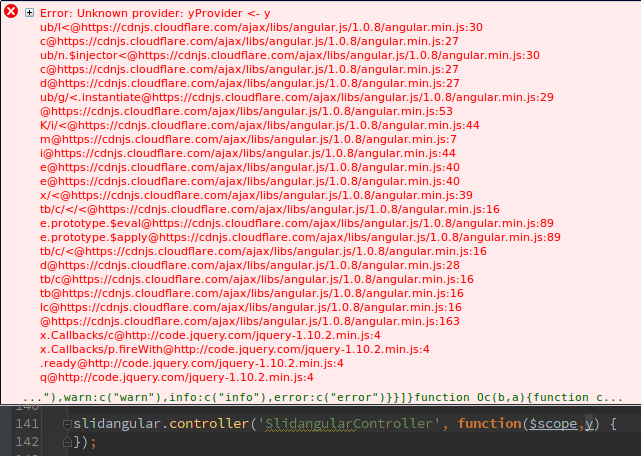 Error: Unknown provider: yProvider <- y
ub/l<@https://cdnjs.cloudflare.com/ajax/libs/angular.js/1.0.8/angular.min.js:30
c@https://cdnjs.cloudflare.com/ajax/libs/angular.js/1.0.8/angular.min.js:27
ub/n.$injector<@https://cdnjs.cloudflare.com/ajax/libs/angular.js/1.0.8/angular.min.js:30
c@https://cdnjs.cloudflare.com/ajax/libs/angular.js/1.0.8/angular.min.js:27
d@https://cdnjs.cloudflare.com/ajax/libs/angular.js/1.0.8/angular.min.js:27
ub/g/<.instantiate@https://cdnjs.cloudflare.com/ajax/libs/angular.js/1.0.8/angular.min.js:29
@https://cdnjs.cloudflare.com/ajax/libs/angular.js/1.0.8/angular.min.js:53
K/i/<@https://cdnjs.cloudflare.com/ajax/libs/angular.js/1.0.8/angular.min.js:44
m@https://cdnjs.cloudflare.com/ajax/libs/angular.js/1.0.8/angular.min.js:7
i@https://cdnjs.cloudflare.com/ajax/libs/angular.js/1.0.8/angular.min.js:44
e@https://cdnjs.cloudflare.com/ajax/libs/angular.js/1.0.8/angular.min.js:40
e@https://cdnjs.cloudflare.com/ajax/libs/angular.js/1.0.8/angular.min.js:40
x/<@https://cdnjs.cloudflare.com/ajax/libs/angular.js/1.0.8/angular.min.js:39
tb/c/</<@https://cdnjs.cloudflare.com/ajax/libs/angular.js/1.0.8/angular.min.js:16
e.prototype.$eval@https://cdnjs.cloudflare.com/ajax/libs/angular.js/1.0.8/angular.min.js:89
e.prototype.$apply@https://cdnjs.cloudflare.com/ajax/libs/angular.js/1.0.8/angular.min.js:89
tb/c/<@https://cdnjs.cloudflare.com/ajax/libs/angular.js/1.0.8/angular.min.js:16
d@https://cdnjs.cloudflare.com/ajax/libs/angular.js/1.0.8/angular.min.js:28
tb/c@https://cdnjs.cloudflare.com/ajax/libs/angular.js/1.0.8/angular.min.js:16
tb@https://cdnjs.cloudflare.com/ajax/libs/angular.js/1.0.8/angular.min.js:16
lc@https://cdnjs.cloudflare.com/ajax/libs/angular.js/1.0.8/angular.min.js:16
@https://cdnjs.cloudflare.com/ajax/libs/angular.js/1.0.8/angular.min.js:163
x.Callbacks/c@http://code.jquery.com/jquery-1.10.2.min.js:4
x.Callbacks/p.fireWith@http://code.jquery.com/jquery-1.10.2.min.js:4
.ready@http://code.jquery.com/jquery-1.10.2.min.js:4
q@http://code.jquery.com/jquery-1.10.2.min.js:4
..."),warn:c("warn"),info:c("info"),error:c("error")}}]}function Oc(b,a){function c...
140
141 slidangular.controller('SlidangularController', function($scope,y) {
142 });